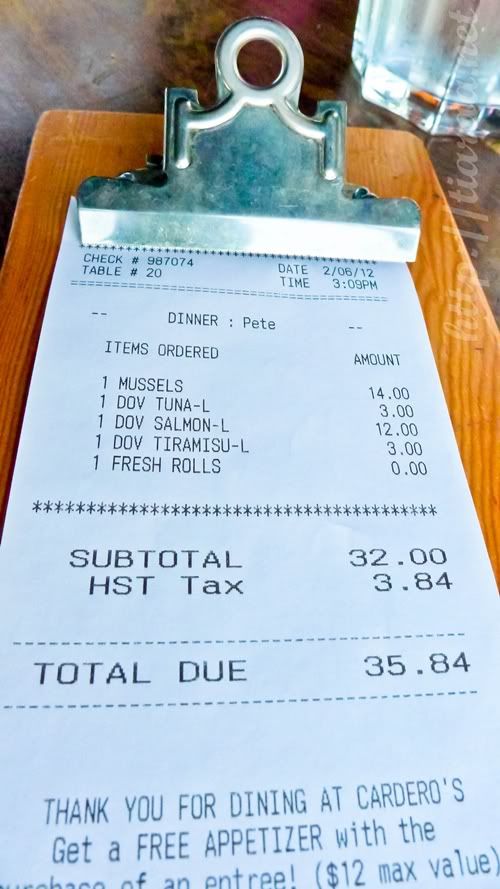 CHECK # 987074
TABLE # 20
DATE 2/06/12
TIME 3:09PM
-- DINNER : Pete --
ITEMS ORDERED AMOUNT
1 MUSSELS 14.00
1 DOV TUNA-L 3.00
1 DOV SALMON-L 12.00
1 DOV TIRAMISU-L 3.00
1 FRESH ROLLS 0.00
****************************************
SUBTOTAL 32.00
HST Tax 3.84
TOTAL DUE 35.84
THANK YOU FOR DINING AT CARDERO'S
Get a FREE APPETIZER with the
purchase of an entree! ($12 max value)